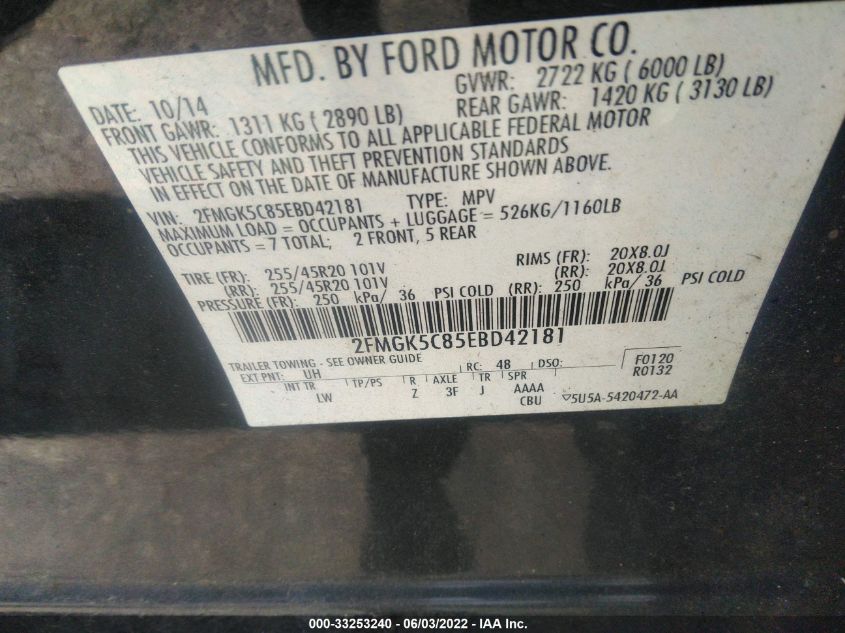 MFD. BY FORD MOTOR CO.
DATE: 10/14 GVWR: 2722 KG ( 6000 LB)
FRONT GAWR: 1311 KG ( 2890 LB) REAR GAWR: 1420 KG ( 3130 LB)
THIS VEHICLE CONFORMS TO ALL APPLICABLE FEDERAL MOTOR
VEHICLE SAFETY AND THEFT PREVENTION STANDARDS
IN EFFECT ON THE DATE OF MANUFACTURE SHOWN ABOVE.
VIN: 2FMGK5C85EBD42181 TYPE: MPV
MAXIMUM LOAD = OCCUPANTS + LUGGAGE = 526KG/1160LB
OCCUPANTS = 7 TOTAL; 2 FRONT, 5 REAR
TIRE (FR): 255/45R20 101V RIMS (FR): 20X8.0J
(RR): 255/45R20 101V (RR): 20X8.0J
PRESSURE (FR): 250 kPa/ 36 PSI COLD (RR): 250 kPa/ 36 PSI COLD
2FMGK5C85EBD42181
TRAILER TOWING - SEE OWNER GUIDE
EXT PNT: UH RC: 48 DSO: F0120
R0132
INT TR TP/PS R AXLE TR SPR
LW Z 3F J AAAA
CBU ▽5U5A-5420472-AA
000-33253240 - 06/03/2022 - IAA Inc.